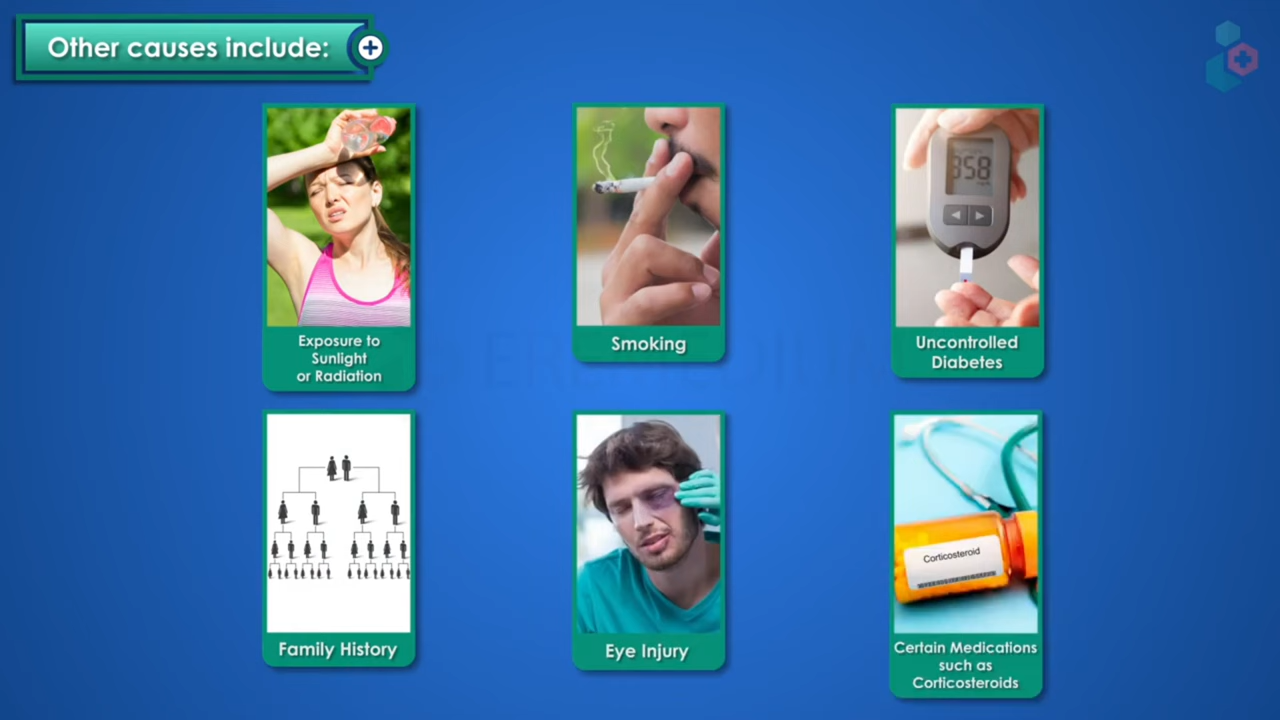 Other causes include:
Exposure to
Sunlight
or Radiation
Smoking
358
Uncontrolled
Diabetes
Family History
Eye Injury
Corticosteroid
Certain Medications
such as
Corticosteroids